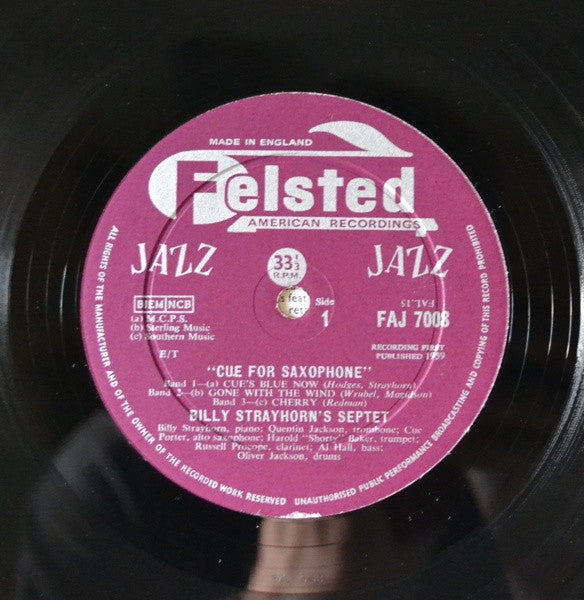 MADE IN ENGLAND
Felsted
AMERICAN RECORDINGS
JAZZ
33 1/3
R.P.M.
JAZZ
BIEM NCB
(a) M.C.P.S.
(b) Sterling Music
(c) Southern Music
E/T
s feat
Side
1
FAL.15
FAJ 7008
RECORDING FIRST
PUBLISHED 1959
"CUE FOR SAXOPHONE"
Band 1—(a) CUE'S BLUE NOW (Hodges, Strayhorn)
Band 2—(b) GONE WITH THE WIND (Wrubel, Magidson)
Band 3—(c) CHERRY (Redman)
BILLY STRAYHORN'S SEPTET
Billy Strayhorn, piano; Quentin Jackson, trombone; Cue
Porter, alto saxophone; Harold "Shorty" Baker, trumpet;
Russell Procope, clarinet; Al Hall, bass;
Oliver Jackson, drums
ALL RIGHTS OF THE MANUFACTURER AND OF THE OWNER OF THE RECORDED WORK RESERVED UNAUTHORISED PUBLIC PERFORMANCE BROADCASTING AND COPYING OF THIS RECORD PROHIBITED